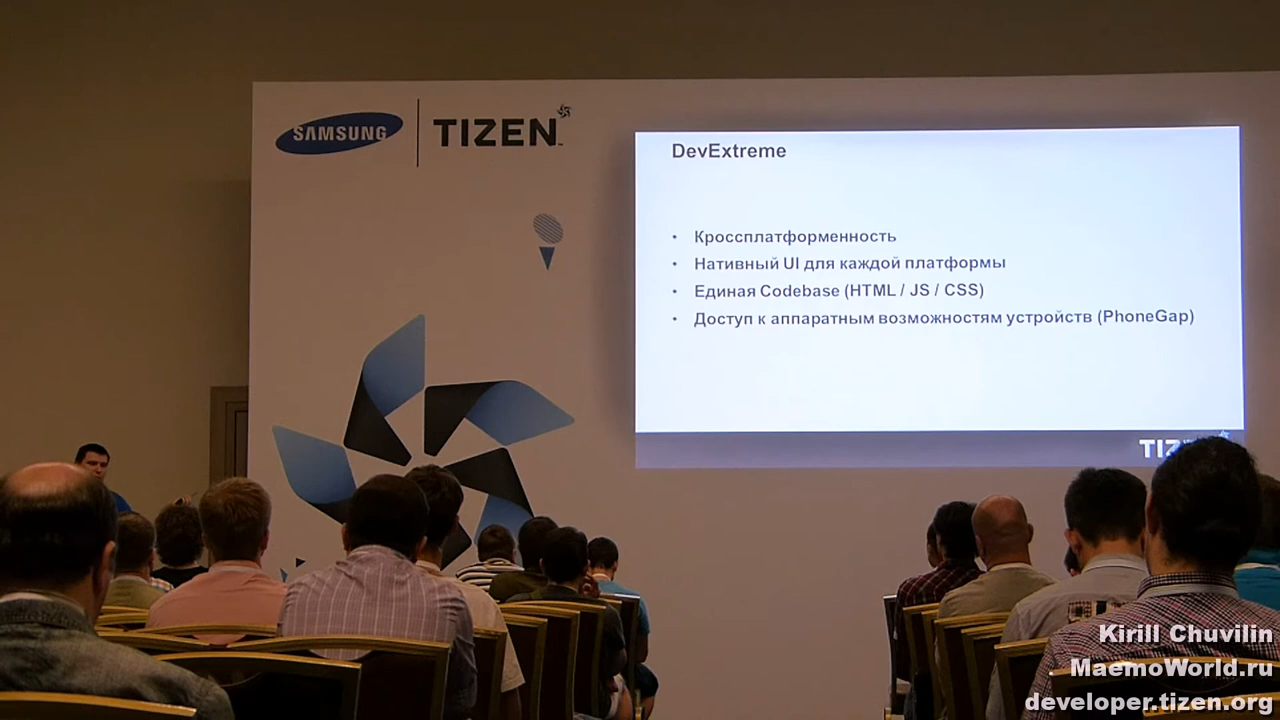 SAMSUNG
TIZEN™
DevExtreme
• Кроссплатформенность
• Нативный UI для каждой платформы
• Единая Codebase (HTML / JS / CSS)
• Доступ к аппаратным возможностям устройств (PhoneGap)
Kirill Chuvilin
MaemoWorld.ru
developer.tizen.org